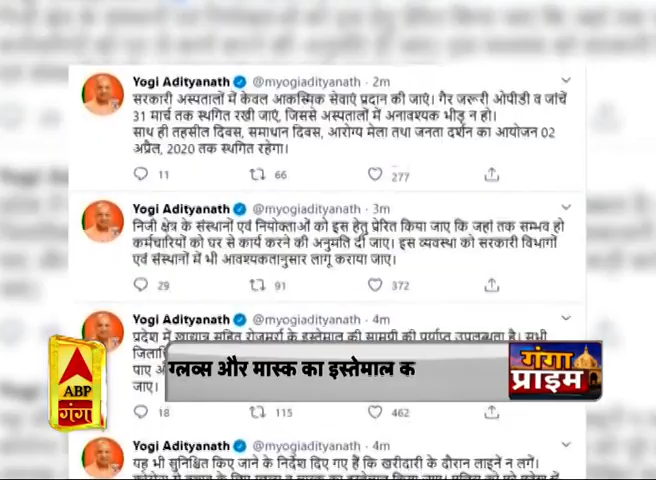 Yogi Adityanath @myogiadityanath · 2m
सरकारी अस्पतालों में केवल आकस्मिक सेवाएं प्रदान की जाएं। गैर जरूरी ओपीडी व जांचें
31 मार्च तक स्थगित रखी जाएं, जिससे अस्पतालों में अनावश्यक भीड़ न हो।
साथ ही तहसील दिवस, समाधान दिवस, आरोग्य मेला तथा जनता दर्शन का आयोजन 02
अप्रैल, 2020 तक स्थगित रहेगा।
11 66 277
Yogi Adityanath @myogiadityanath · 3m
निजी क्षेत्र के संस्थानों एवं नियोक्ताओं को इस हेतु प्रेरित किया जाए कि जहां तक सम्भव हो
कर्मचारियों को घर से कार्य करने की अनुमति दी जाए। इस व्यवस्था को सरकारी विभागों
एवं संस्थानों में भी आवश्यकतानुसार लागू कराया जाए।
29 91 372
Yogi Adityanath @myogiadityanath · 4m
प्रदेश में खाद्यान्न सहित रोजमर्रा के इस्तेमाल की सामग्री की पर्याप्त उपलब्धता है। सभी
पाए
जाए।
18 115 462
ग्लव्स और मास्क का इस्तेमाल क
ABP
गंगा
गंगा
प्राइम
Yogi Adityanath @myogiadityanath · 4m
यह भी सुनिश्चित किए जाने के निर्देश दिए गए हैं कि खरीदारी के दौरान लाइनें न लगें।